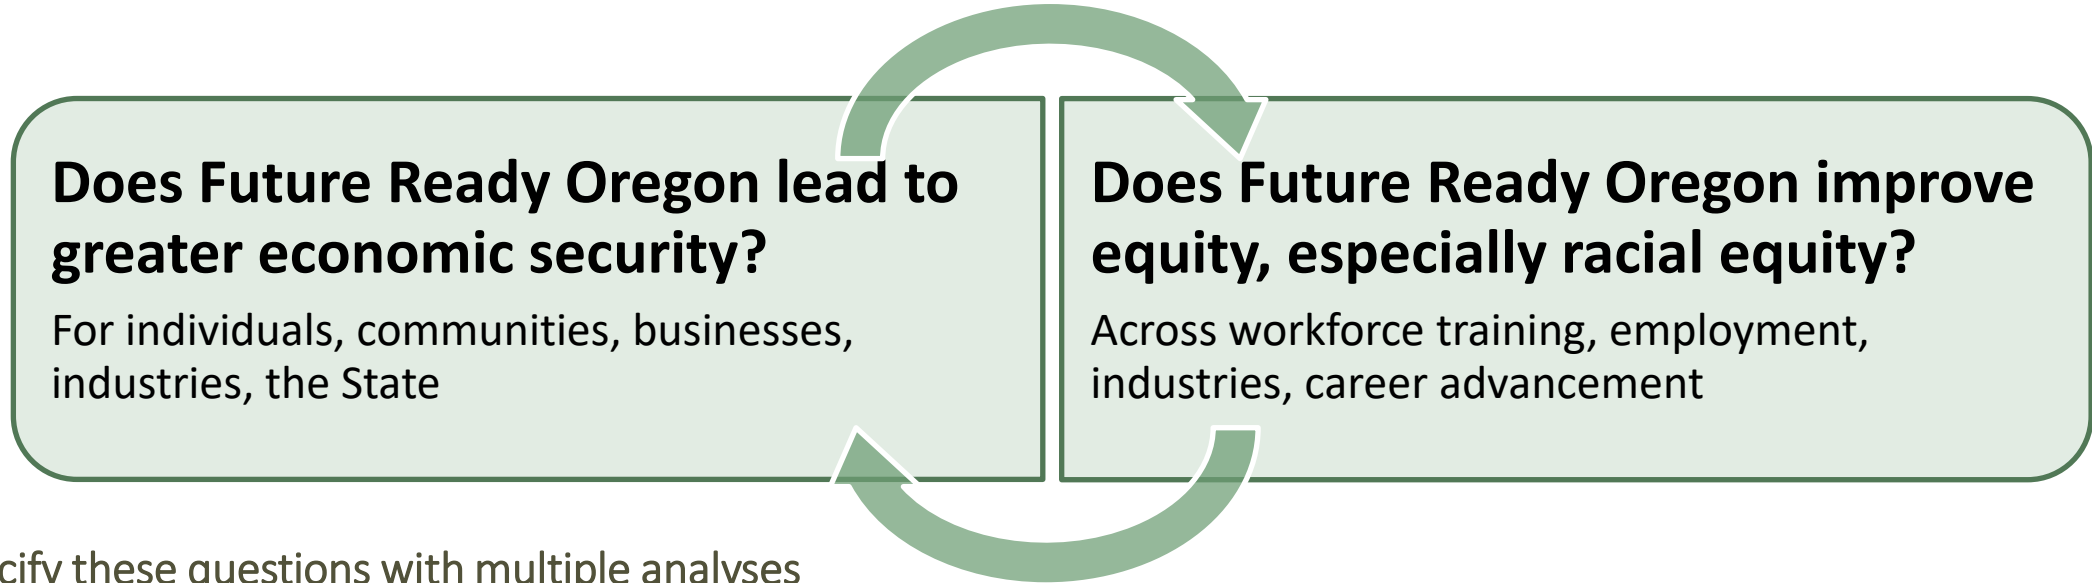 Does Future Ready Oregon lead to
greater economic security?
For individuals, communities, businesses,
industries, the State
Does Future Ready Oregon improve
equity, especially racial equity?
Across workforce training, employment,
industries, career advancement
these questions with multiple analyses